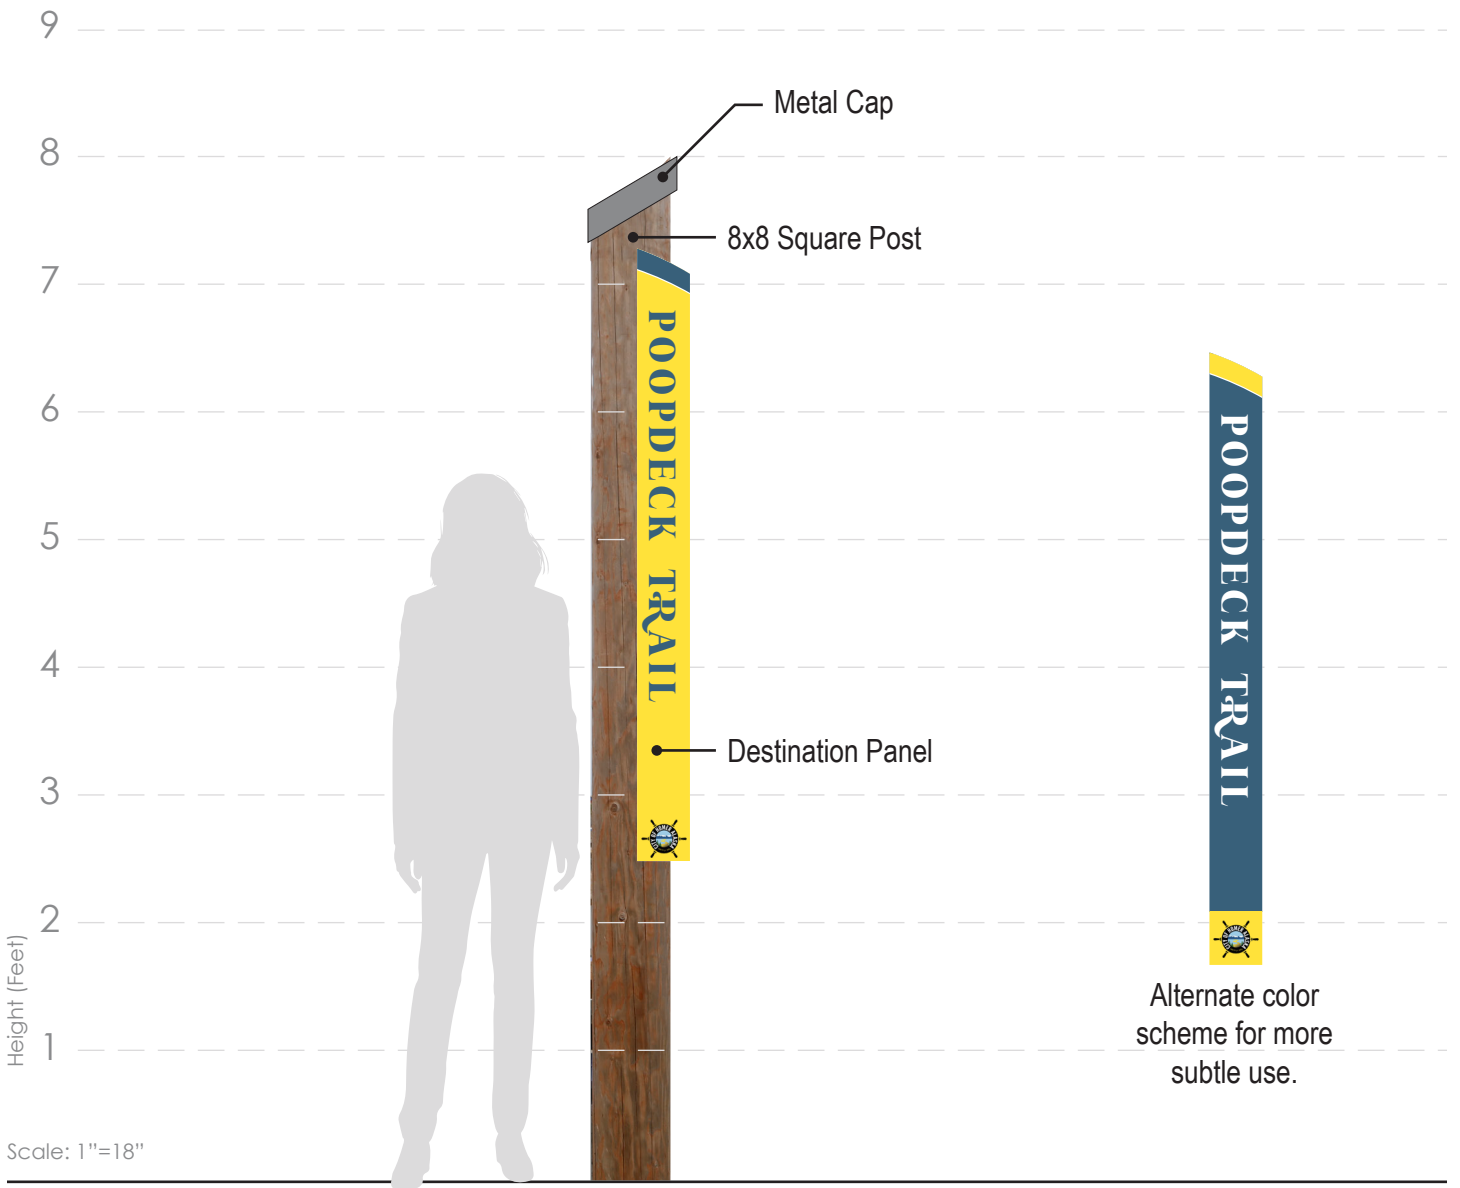 9
Metal Cap
8
8x8 Square Post
7
6
5
4
3
2
1
POOPDECK TRAIL
Destination Panel
POOPDECK TRAIL
Alternate color
scheme for more
subtle use.
Height (Feet)
Scale: 1”=18”